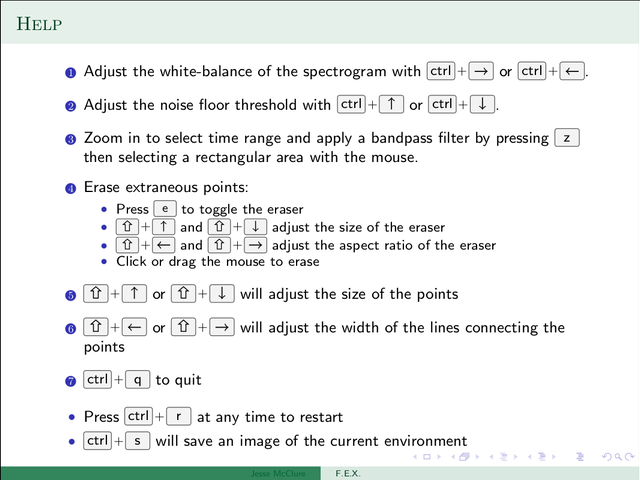 Help
1 Adjust the white-balance of the spectrogram with ctrl+→ or ctrl+←.
2 Adjust the noise floor threshold with ctrl+↑ or ctrl+↓.
3 Zoom in to select time range and apply a bandpass filter by pressing z
then selecting a rectangular area with the mouse.
4 Erase extraneous points:
• Press e to toggle the eraser
• ⇧+↑ and ⇧+↓ adjust the size of the eraser
• ⇧+← and ⇧+→ adjust the aspect ratio of the eraser
• Click or drag the mouse to erase
5 ⇧+↑ or ⇧+↓ will adjust the size of the points
6 ⇧+← or ⇧+→ will adjust the width of the lines connecting the
points
7 ctrl+q to quit
• Press ctrl+r at any time to restart
• ctrl+s will save an image of the current environment
Jesse McClure F.E.X.